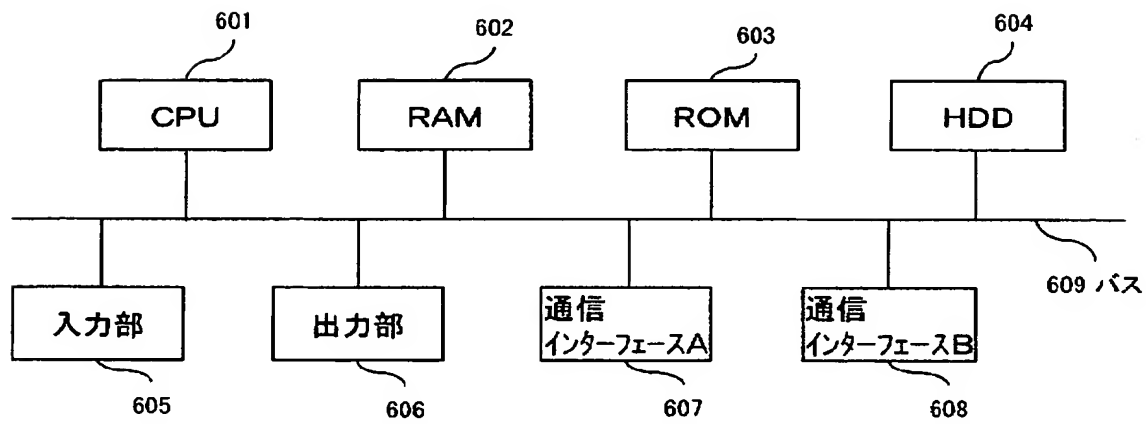 601
602
603
604
CPU
RAM
ROM
HDD
609 バス
入力部
出力部
通信
インターフェースA
通信
インターフェースB
605
606
607
608